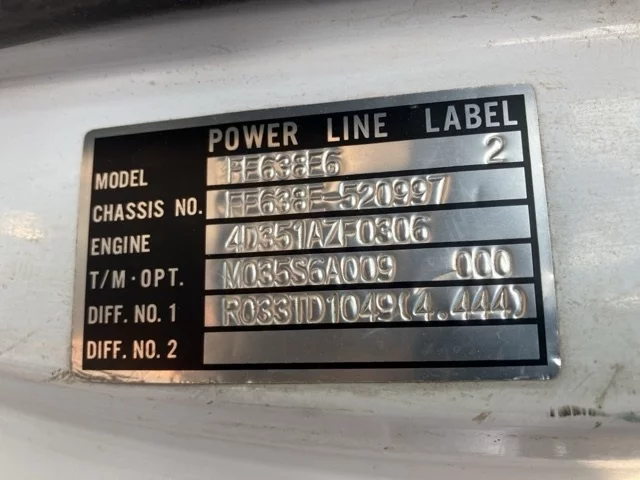 POWER LINE LABEL
MODEL FE638E6 2
CHASSIS NO. FE638E-520997
ENGINE 4D351AZF0306
T/M·OPT. M035S6A009 000
DIFF. NO. 1 R033TD1049(4.444)
DIFF. NO. 2